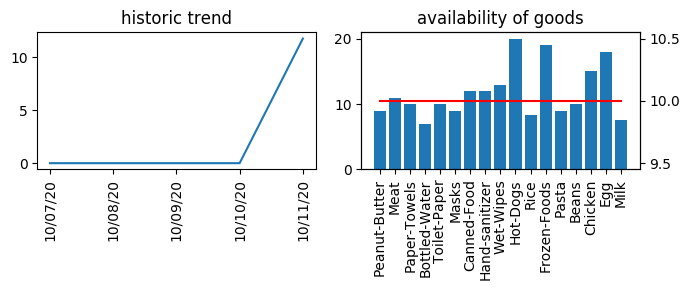 historic trend
10
5
0
10/07/20
10/08/20
10/09/20
10/10/20
10/11/20
availability of goods
20
10
0
10.5
10.0
9.5
Peanut-Butter
Meat
Paper-Towels
Bottled-Water
Toilet-Paper
Masks
Canned-Food
Hand-sanitizer
Wet-Wipes
Hot-Dogs
Rice
Frozen-Foods
Pasta
Beans
Chicken
Egg
Milk